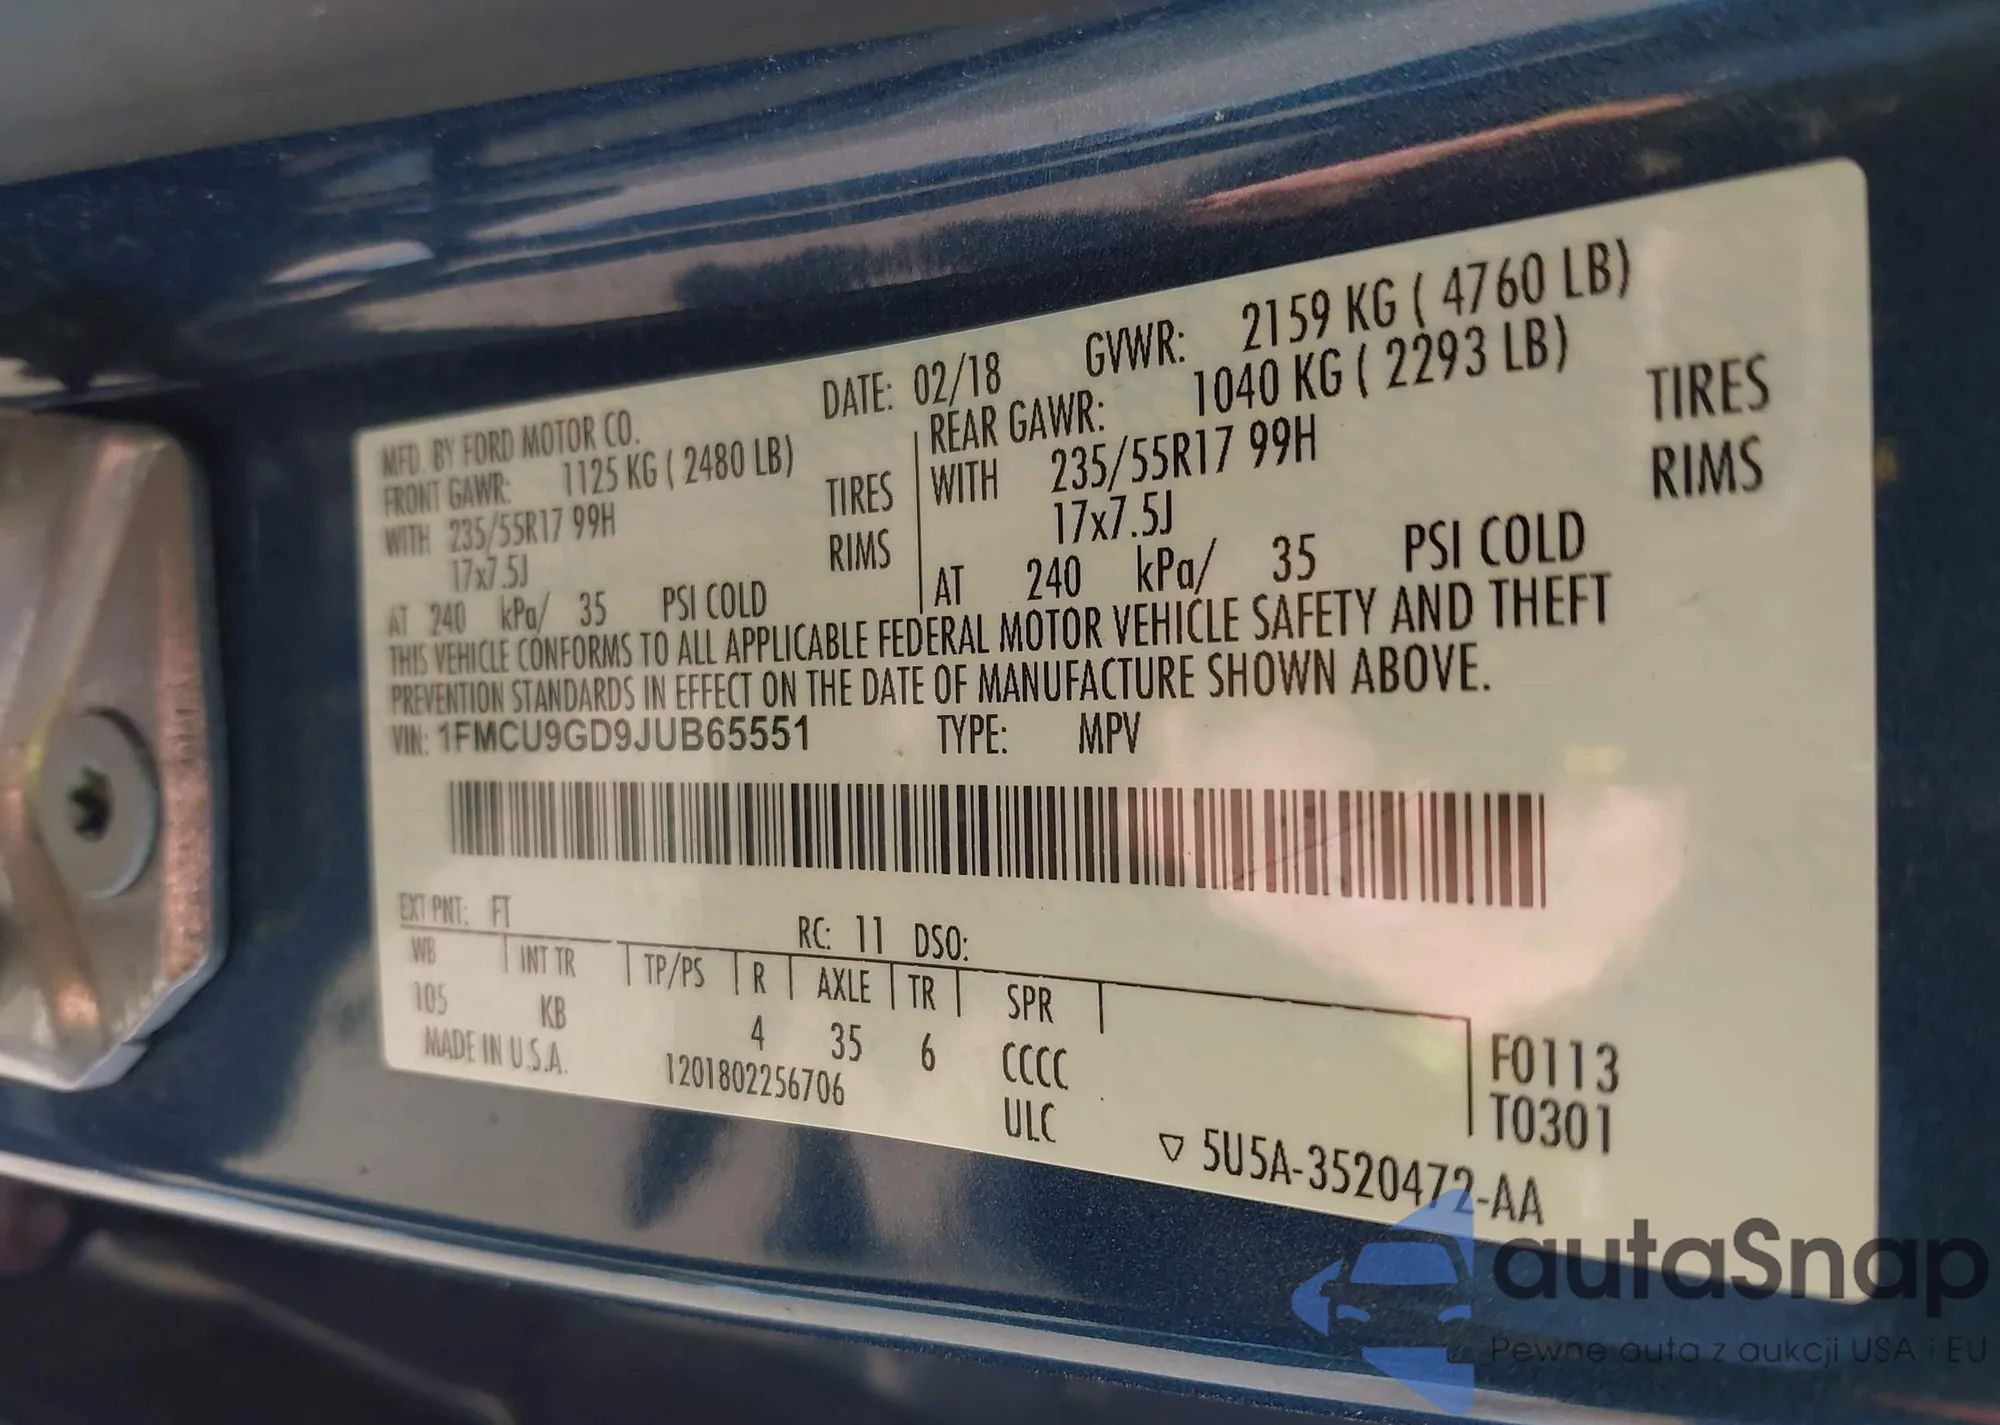 MFD. BY FORD MOTOR CO. DATE: 02/18 GVWR: 2159 KG ( 4760 LB)
FRONT GAWR: 1125 KG ( 2480 LB) REAR GAWR: 1040 KG ( 2293 LB)
WITH 235/55R17 99H TIRES WITH 235/55R17 99H TIRES
17x7.5J RIMS 17x7.5J RIMS
AT 240 kPa/ 35 PSI COLD AT 240 kPa/ 35 PSI COLD
THIS VEHICLE CONFORMS TO ALL APPLICABLE FEDERAL MOTOR VEHICLE SAFETY AND THEFT
PREVENTION STANDARDS IN EFFECT ON THE DATE OF MANUFACTURE SHOWN ABOVE.
VIN: 1FMCU9GD9JUB65551 TYPE: MPV
EXT PNT: FT RC: 11 DSO:
WB INT TR TP/PS R AXLE TR SPR
105 KB 4 35 6 CCCC F0113
MADE IN U.S.A. 1201802256706 ULC T0301
▽ 5U5A-3520472-AA
autaSnap
Pewne auta z aukcji USA i EU